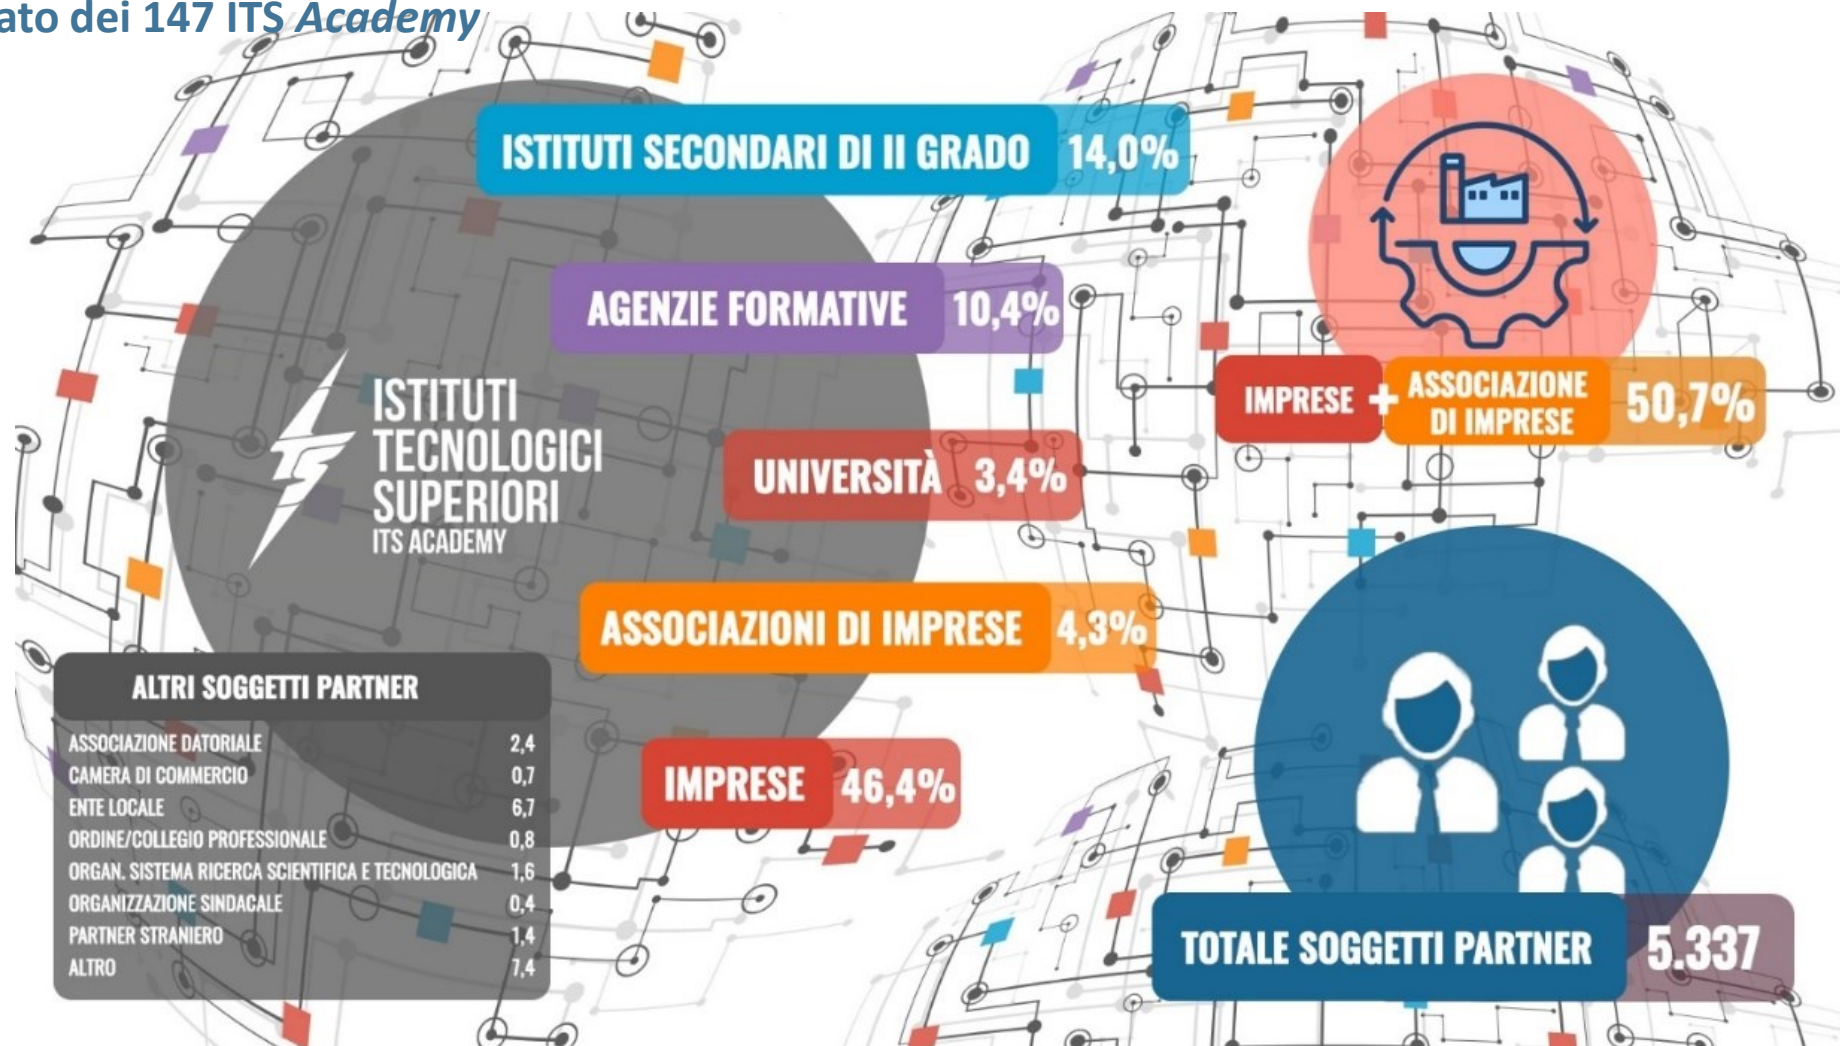 ato dei 147 ITS Academy
ISTITUTI SECONDARI DI II GRADO 14,0%
AGENZIE FORMATIVE 10,4%
IMPRESE + ASSOCIAZIONE
DI IMPRESE 50,7%
ISTITUTI
TECNOLOGICI
SUPERIORI
ITS ACADEMY
UNIVERSITÀ 3,4%
ASSOCIAZIONI DI IMPRESE 4,3%
IMPRESE 46,4%
ALTRI SOGGETTI PARTNER
ASSOCIAZIONE DATORIALE 2,4
CAMERA DI COMMERCIO 0,7
ENTE LOCALE 6,7
ORDINE/COLLEGIO PROFESSIONALE 0,8
ORGAN. SISTEMA RICERCA SCIENTIFICA E TECNOLOGICA 1,6
ORGANIZZAZIONE SINDACALE 0,4
PARTNER STRANIERO 1,4
ALTRO 7,4
TOTALE SOGGETTI PARTNER 5.337